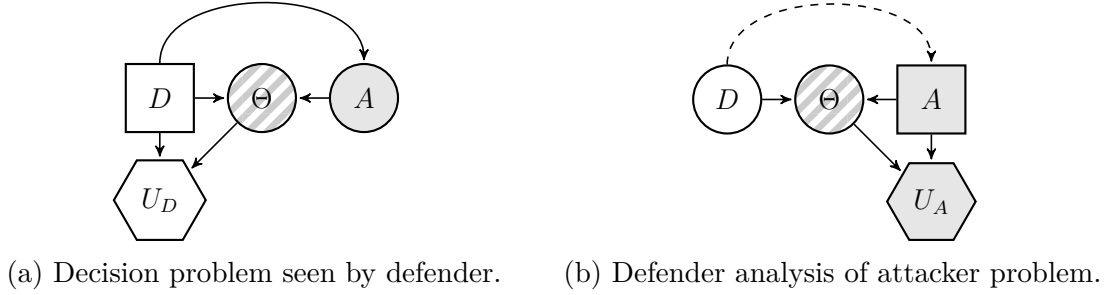 D Θ A D Θ A
U_D U_A
(a) Decision problem seen by defender. (b) Defender analysis of attacker problem.